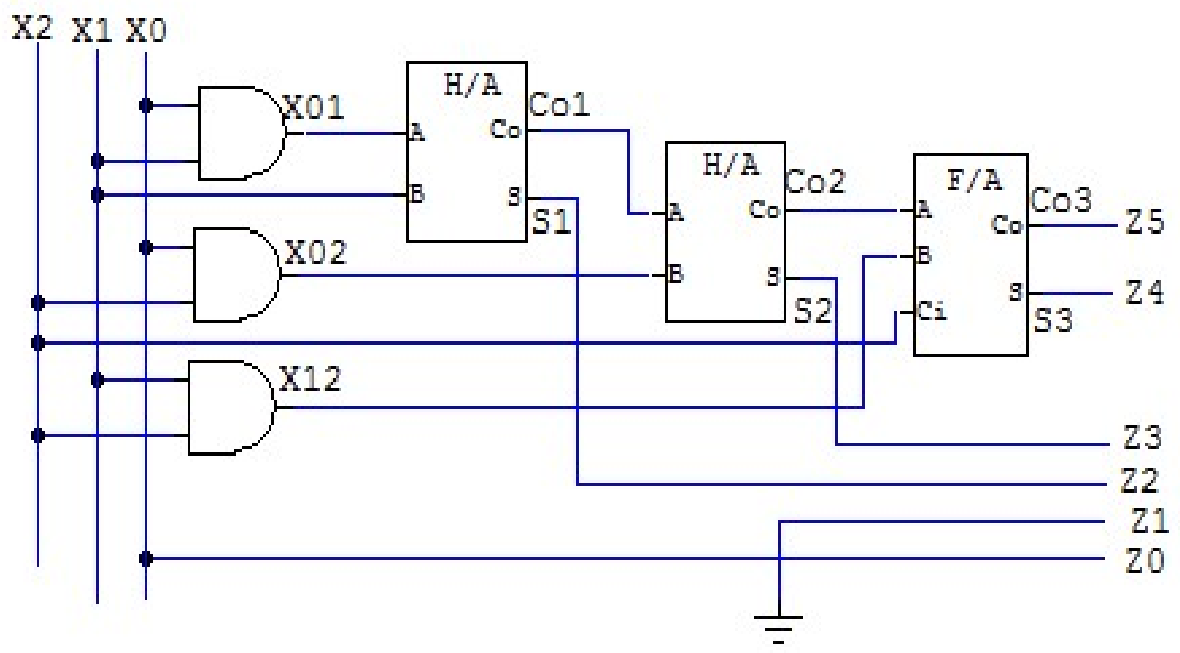 X2 X1 X0
H/A
X01
Co1
A
Co
H/A
Co2
F/A
B
S
S1
A
Co
A
Co3
Co
Z5
X02
B
B
S
S2
Ci
S
Z4
S3
X12
Z3
Z2
Z1
Z0